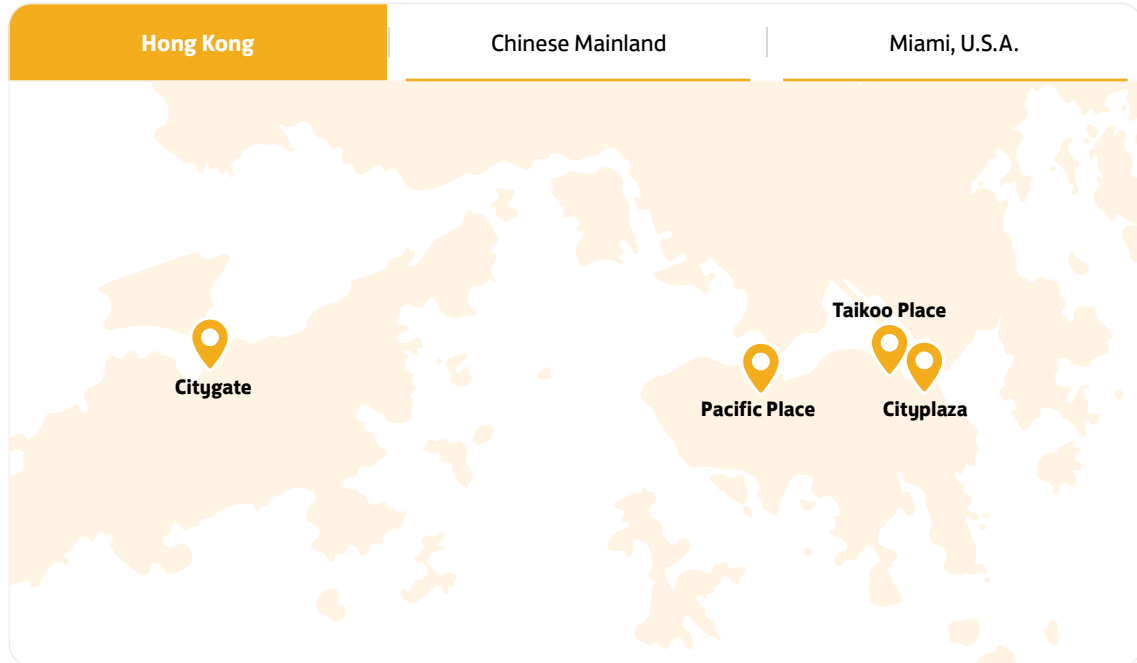 Hong Kong
Chinese Mainland
Miami, U.S.A.
Taikoo Place
Citygate
Pacific Place
Cityplaza